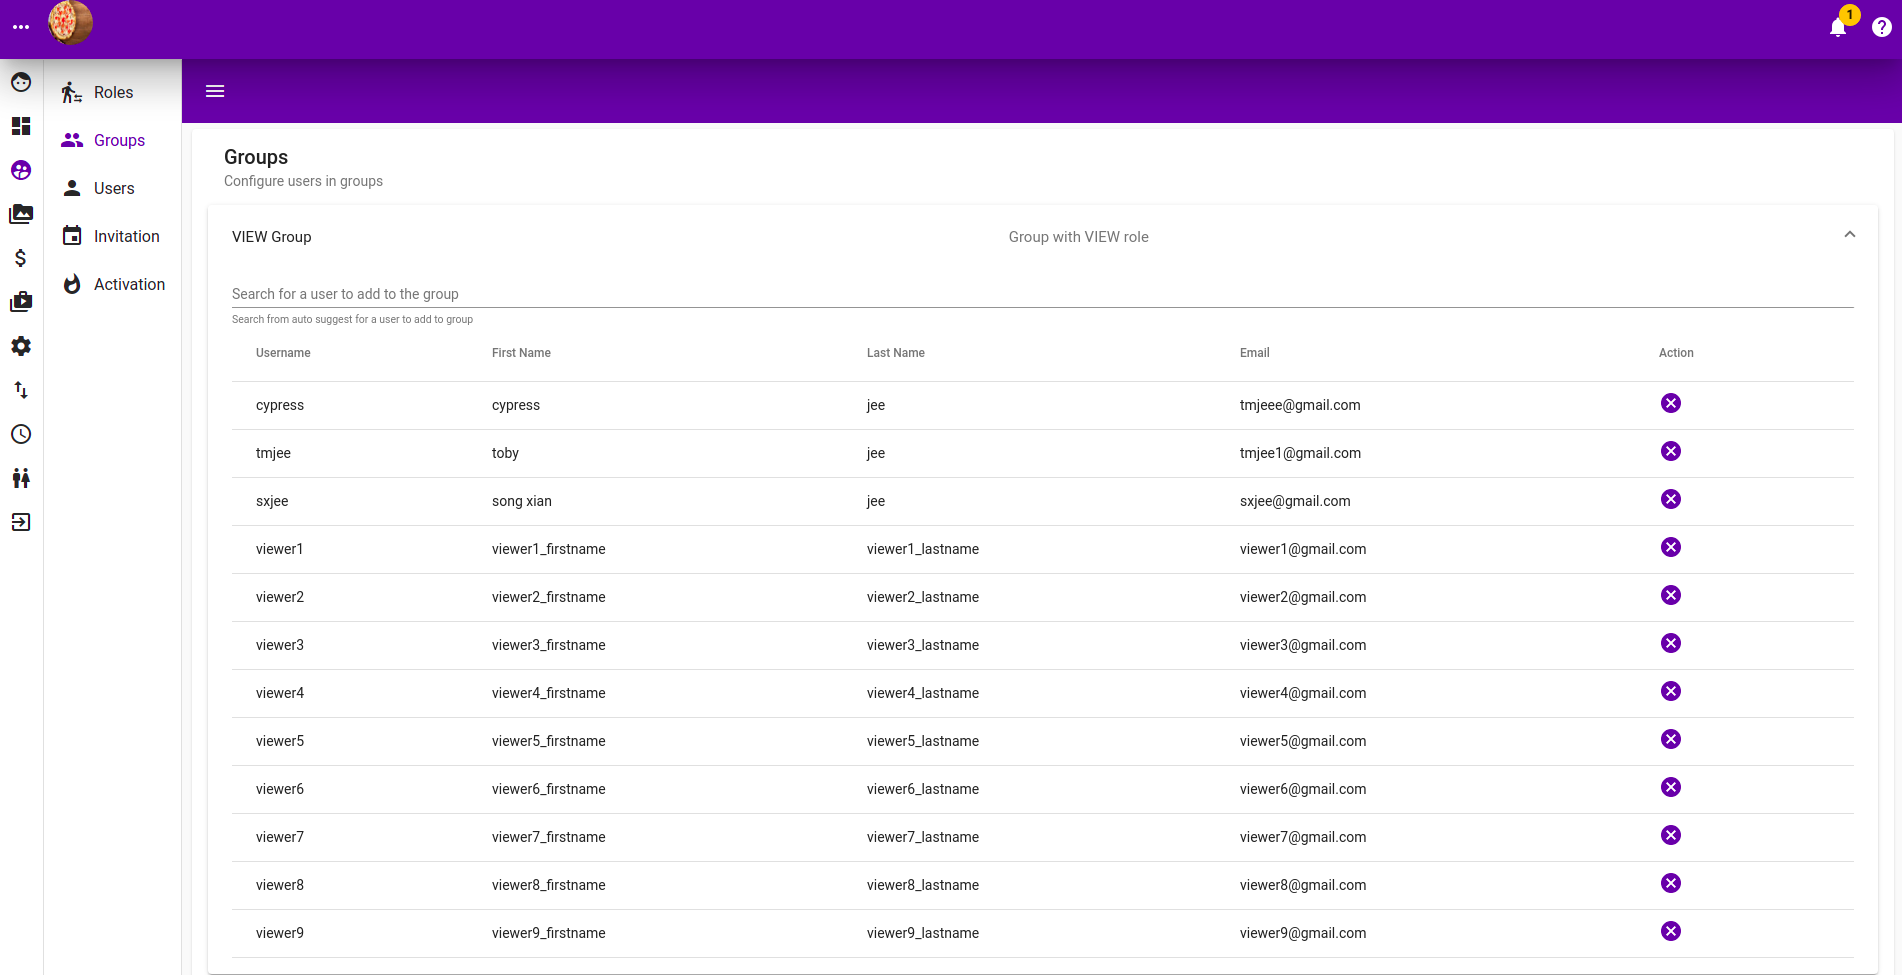 1
Roles
Groups
Users
Invitation
Activation
Groups
Configure users in groups
VIEW Group Group with VIEW role
Search for a user to add to the group
Search from auto suggest for a user to add to group
Username First Name Last Name Email Action
cypress cypress jee tmjeee@gmail.com
tmjee toby jee tmjee1@gmail.com
sxjee song xian jee sxjee@gmail.com
viewer1 viewer1_firstname viewer1_lastname viewer1@gmail.com
viewer2 viewer2_firstname viewer2_lastname viewer2@gmail.com
viewer3 viewer3_firstname viewer3_lastname viewer3@gmail.com
viewer4 viewer4_firstname viewer4_lastname viewer4@gmail.com
viewer5 viewer5_firstname viewer5_lastname viewer5@gmail.com
viewer6 viewer6_firstname viewer6_lastname viewer6@gmail.com
viewer7 viewer7_firstname viewer7_lastname viewer7@gmail.com
viewer8 viewer8_firstname viewer8_lastname viewer8@gmail.com
viewer9 viewer9_firstname viewer9_lastname viewer9@gmail.com